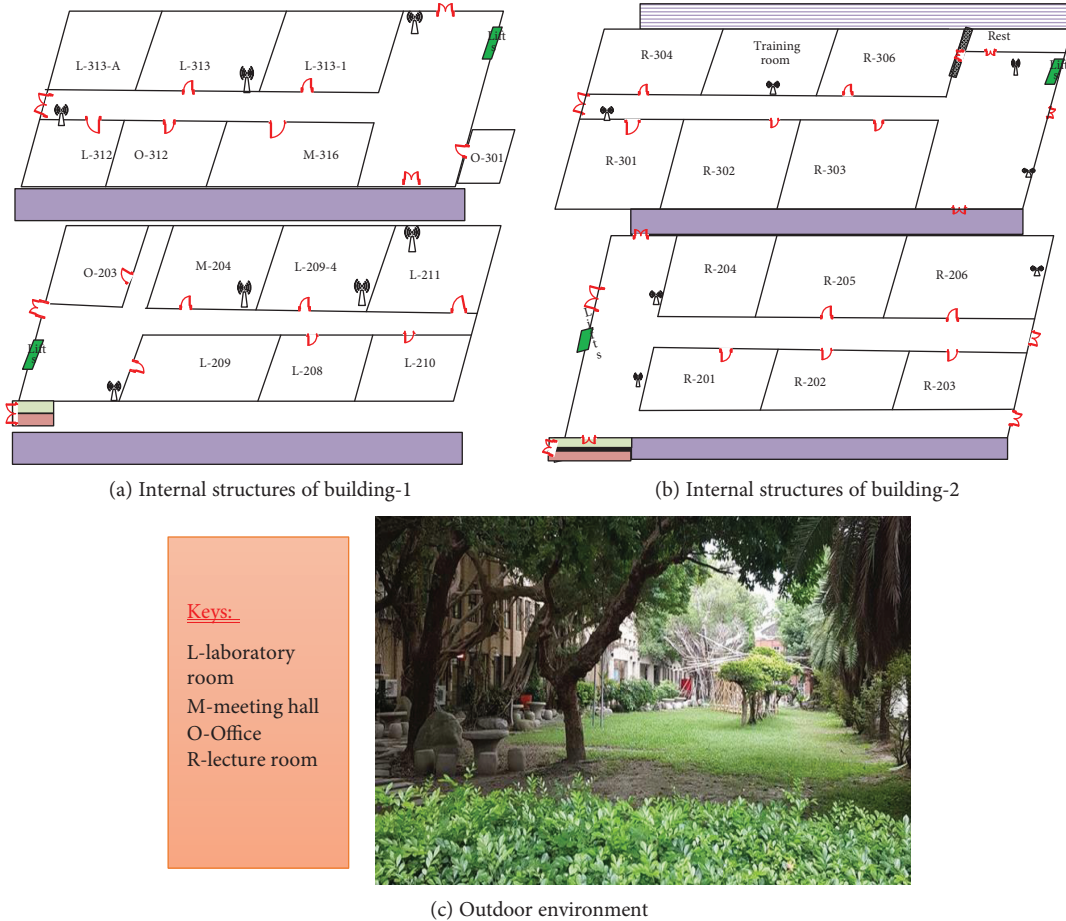 Lift
s
L-313-A
L-313
L-313-1
L-312
O-312
M-316
O-301
O-203
M-204
L-209-4
L-211
Lift
s
L-209
L-208
L-210
(a) Internal structures of building-1
Rest
R-304
Training
room
R-306
Lift
s
R-301
R-302
R-303
R-204
R-205
R-206
Lifts
R-201
R-202
R-203
(b) Internal structures of building-2
Keys:
L-laboratory
room
M-meeting hall
O-Office
R-lecture room
(c) Outdoor environment